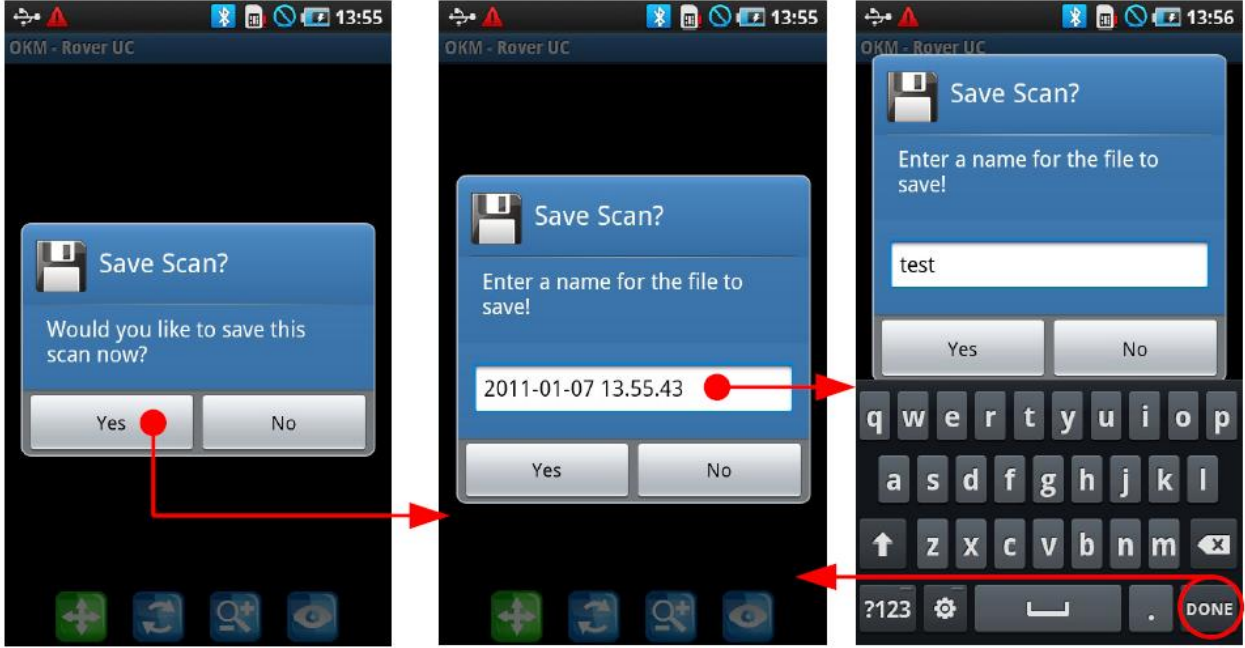 13:55
OKM - Rover UC
Save Scan?
Would you like to save this
scan now?
Yes
No
13:55
OKM - Rover UC
Save Scan?
Enter a name for the file to
save!
2011-01-07 13.55.43
Yes
No
13:56
OKM - Rover UC
Save Scan?
Enter a name for the file to
save!
test
Yes
No
q w e r t y u i o p
a s d f g h j k l
z x c v b n m
?123 . DONE